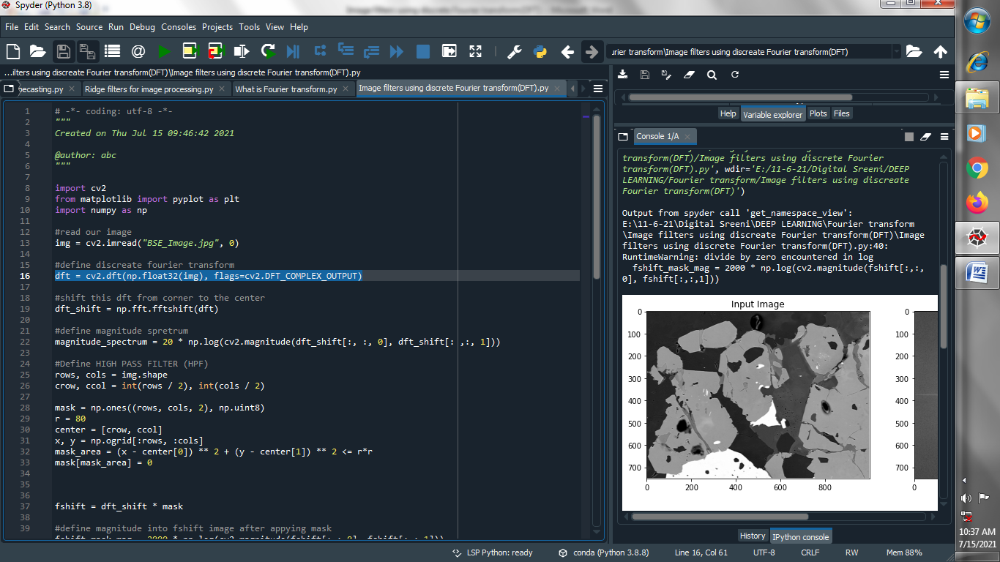 Spyder (Python 3.8)
File Edit Search Source Run Debug Consoles Projects Tools View Help
urier transform\Image filters using discreate Fourier transform(DFT)
...ilters using discreate Fourier transform(DFT)\Image filters using discrete Fourier transform(DFT).py
ecasting.py Ridge filters for image processing.py What is Fourier transform.py Image filters using discrete Fourier transform(DFT).py
1 # -*- coding: utf-8 -*-
2 """
3 Created on Thu Jul 15 09:46:42 2021
4
5 @author: abc
6 """
7
8 import cv2
9 from matplotlib import pyplot as plt
10 import numpy as np
11
12 #read our image
13 img = cv2.imread("BSE_Image.jpg", 0)
14
15 #define discreate fourier transform
16 dft = cv2.dft(np.float32(img), flags=cv2.DFT_COMPLEX_OUTPUT)
17
18 #shift this dft from corner to the center
19 dft_shift = np.fft.fftshift(dft)
20
21 #define magnitude spretrum
22 magnitude_spectrum = 20 * np.log(cv2.magnitude(dft_shift[:, :, 0], dft_shift[: ,:, 1]))
23
24 #Define HIGH PASS FILTER (HPF)
25 rows, cols = img.shape
26 crow, ccol = int(rows / 2), int(cols / 2)
27
28 mask = np.ones((rows, cols, 2), np.uint8)
29 r = 80
30 center = [crow, ccol]
31 x, y = np.ogrid[:rows, :cols]
32 mask_area = (x - center[0]) ** 2 + (y - center[1]) ** 2 <= r*r
33 mask[mask_area] = 0
34
35
36
37 fshift = dft_shift * mask
38
39 #define magnitude into fshift image after appying mask
Help Variable explorer Plots Files
Console 1/A
transform(DFT)/Image filters using discrete Fourier
transform(DFT).py', wdir='E:/11-6-21/Digital Sreeni/DEEP
LEARNING/Fourier transform/Image filters using discreate
Fourier transform(DFT)')
Output from spyder call 'get_namespace_view':
E:\11-6-21\Digital Sreeni\DEEP LEARNING\Fourier transform
\Image filters using discreate Fourier transform(DFT)\Image
filters using discrete Fourier transform(DFT).py:40:
RuntimeWarning: divide by zero encountered in log
fshift_mask_mag = 2000 * np.log(cv2.magnitude(fshift[:,:,
0], fshift[:,:,1]))
Input Image
0 0
100 100
200 200
300 300
400 400
500 500
600 600
700 700
0 200 400 600 800 0
History IPython console
LSP Python: ready conda (Python 3.8.8) Line 16, Col 61 UTF-8 CRLF RW Mem 88%
10:37 AM
7/15/2021